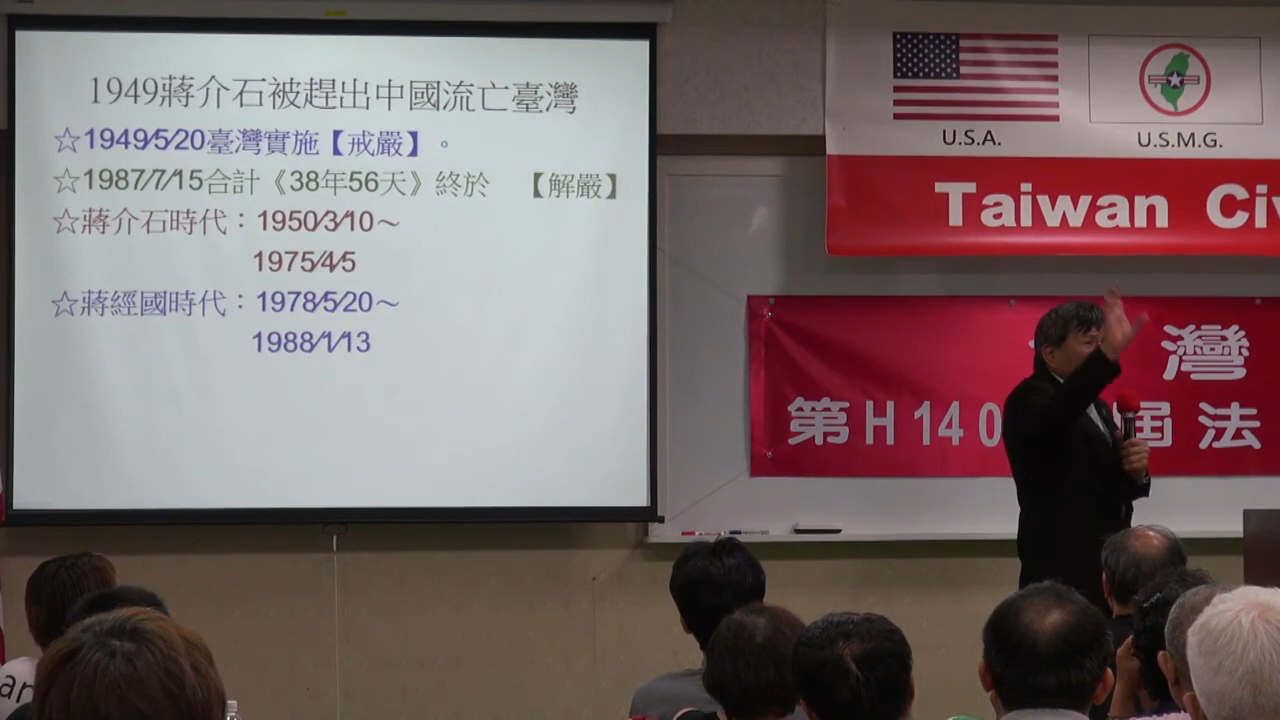 1949蔣介石被趕出中國流亡臺灣
☆1949/5/20臺灣實施【戒嚴】。
☆1987/7/15合計《38年56天》終於 【解嚴】
☆蔣介石時代：1950/3/10～
1975/4/5
☆蔣經國時代：1978/5/20～
1988/1/13
U.S.A.
U.S.M.G.
Taiwan Ci
灣
第H140 屆 法